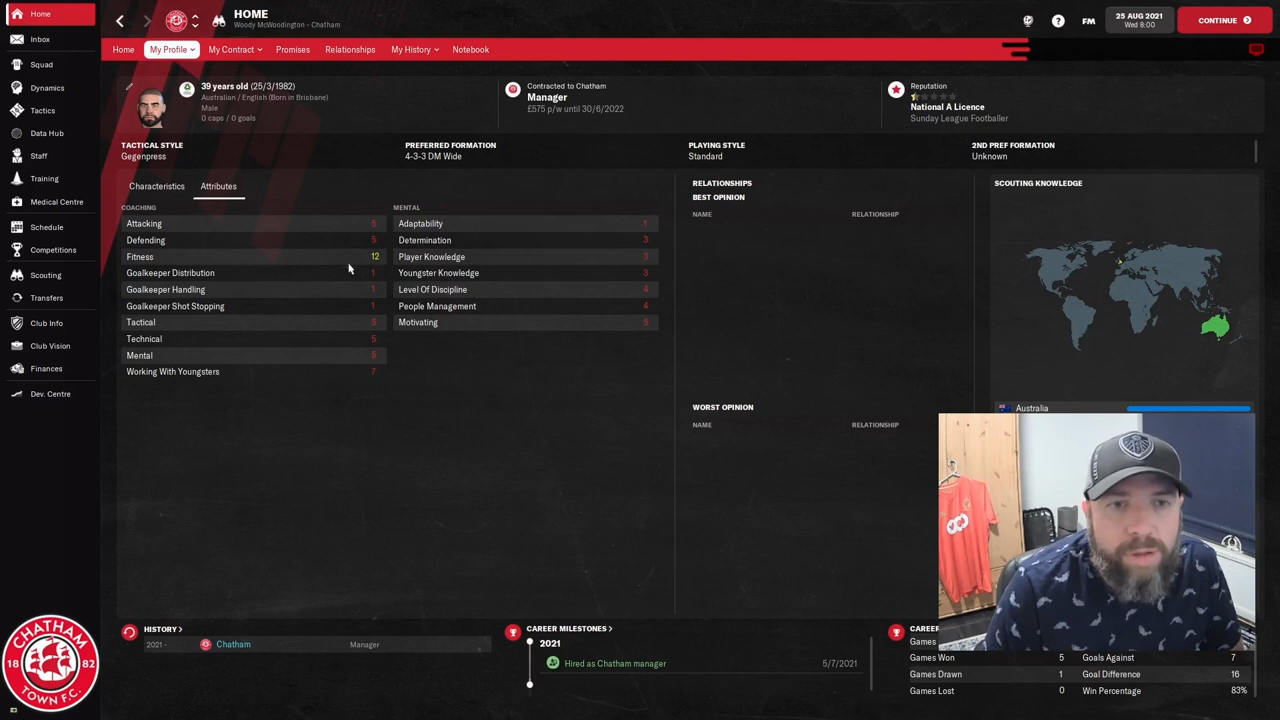 Home
Inbox
Squad
Dynamics
Tactics
Data Hub
Staff
Training
Medical Centre
Schedule
Competitions
Scouting
Transfers
Club Info
Club Vision
Finances
Dev. Centre
CHATHAM
18 82
TOWN F.C.
HOME
Woody McWoodington - Chatham
?
FM
25 AUG 2021
Wed 8:00
CONTINUE
Home
My Profile
My Contract
Promises
Relationships
My History
Notebook
39 years old (25/3/1982)
Australian / English (Born in Brisbane)
Male
0 caps / 0 goals
Contracted to Chatham
Manager
£575 p/w until 30/6/2022
Reputation
National A Licence
Sunday League Footballer
TACTICAL STYLE
Gegenpress
PREFERRED FORMATION
4-3-3 DM Wide
PLAYING STYLE
Standard
2ND PREF FORMATION
Unknown
Characteristics
Attributes
COACHING
Attacking 5
Defending 5
Fitness 12
Goalkeeper Distribution 1
Goalkeeper Handling 1
Goalkeeper Shot Stopping 1
Tactical 5
Technical 5
Mental 5
Working With Youngsters 7
MENTAL
Adaptability 1
Determination 3
Player Knowledge 3
Youngster Knowledge 3
Level Of Discipline 4
People Management 4
Motivating 5
RELATIONSHIPS
BEST OPINION
NAME RELATIONSHIP
WORST OPINION
NAME RELATIONSHIP
SCOUTING KNOWLEDGE
Australia
HISTORY >
2021 - Chatham Manager
CAREER MILESTONES >
2021
Hired as Chatham manager 5/7/2021
CAREER
Games
Games Won 5 Goals Against 7
Games Drawn 1 Goal Difference 16
Games Lost 0 Win Percentage 83%